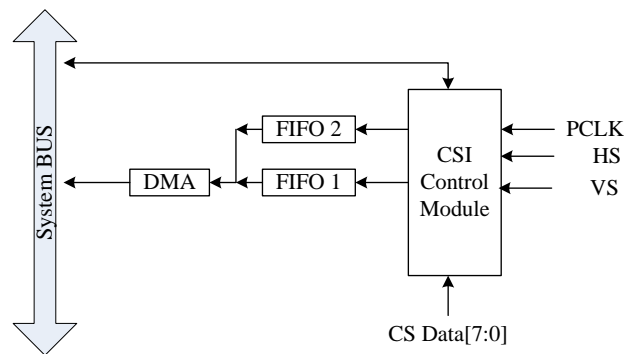 System BUS
FIFO 2
DMA
FIFO 1
CSI
Control
Module
PCLK
HS
VS
CS Data[7:0]